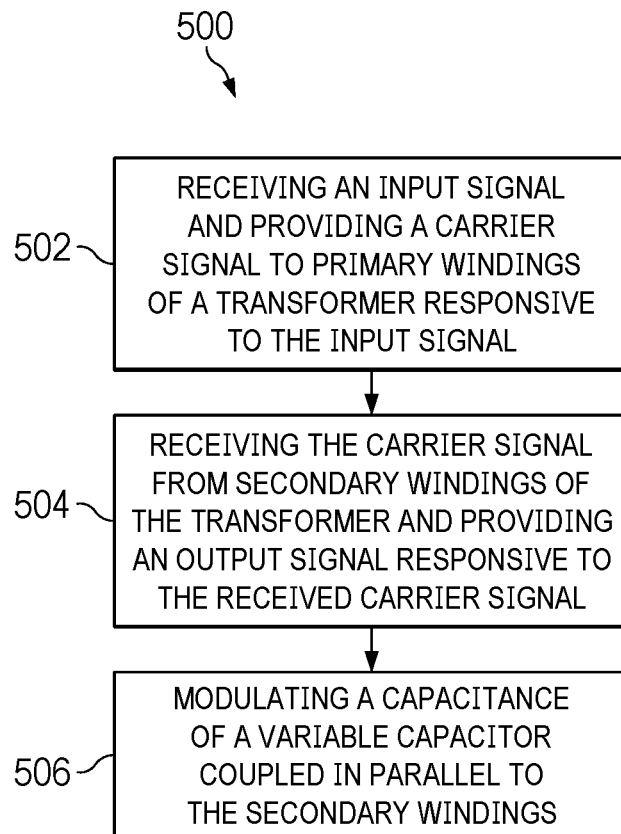 500
502
RECEIVING AN INPUT SIGNAL
AND PROVIDING A CARRIER
SIGNAL TO PRIMARY WINDINGS
OF A TRANSFORMER RESPONSIVE
TO THE INPUT SIGNAL
504
RECEIVING THE CARRIER SIGNAL
FROM SECONDARY WINDINGS OF
THE TRANSFORMER AND PROVIDING
AN OUTPUT SIGNAL RESPONSIVE TO
THE RECEIVED CARRIER SIGNAL
506
MODULATING A CAPACITANCE
OF A VARIABLE CAPACITOR
COUPLED IN PARALLEL TO
THE SECONDARY WINDINGS